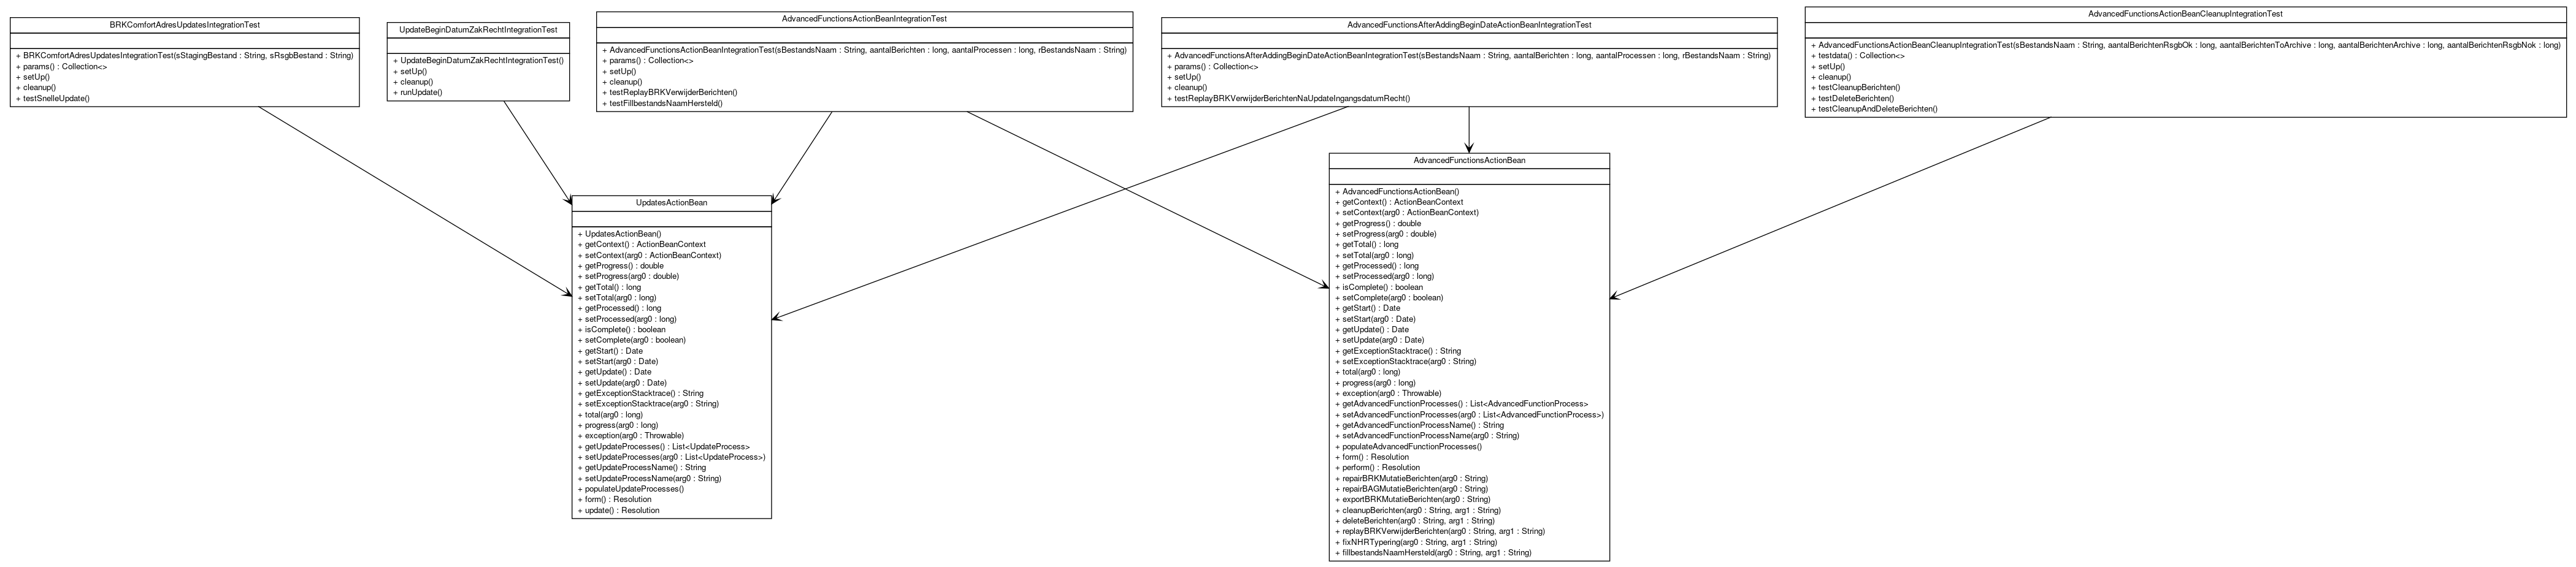 BRKComfortAdresUpdatesIntegrationTest
+ BRKComfortAdresUpdatesIntegrationTest(sStagingBestand : String, sRsgbBestand : String)
+ params() : Collection<>
+ setUp()
+ cleanup()
+ testSnelleUpdate()
UpdateBeginDatumZakRechtIntegrationTest
+ UpdateBeginDatumZakRechtIntegrationTest()
+ setUp()
+ cleanup()
+ runUpdate()
AdvancedFunctionsActionBeanIntegrationTest
+ AdvancedFunctionsActionBeanIntegrationTest(sBestandsNaam : String, aantalBerichten : long, aantalProcessen : long, rBestandsNaam : String)
+ params() : Collection<>
+ setUp()
+ cleanup()
+ testReplayBRKVerwijderBerichten()
+ testFillbestandsNaamHersteld()
AdvancedFunctionsAfterAddingBeginDateActionBeanIntegrationTest
+ AdvancedFunctionsAfterAddingBeginDateActionBeanIntegrationTest(sBestandsNaam : String, aantalBerichten : long, aantalProcessen : long, rBestandsNaam : String)
+ params() : Collection<>
+ setUp()
+ cleanup()
+ testReplayBRKVerwijderBerichtenNaUpdateIngangsdatumRecht()
AdvancedFunctionsActionBeanCleanupIntegrationTest
+ AdvancedFunctionsActionBeanCleanupIntegrationTest(sBestandsNaam : String, aantalBerichtenRsgbOk : long, aantalBerichtenToArchive : long, aantalBerichtenArchive : long, aantalBerichtenRsgbNok : long)
+ testdata() : Collection<>
+ setUp()
+ cleanup()
+ testCleanupBerichten()
+ testDeleteBerichten()
+ testCleanupAndDeleteBerichten()
UpdatesActionBean
+ UpdatesActionBean()
+ getContext() : ActionBeanContext
+ setContext(arg0 : ActionBeanContext)
+ getProgress() : double
+ setProgress(arg0 : double)
+ getTotal() : long
+ setTotal(arg0 : long)
+ getProcessed() : long
+ setProcessed(arg0 : long)
+ isComplete() : boolean
+ setComplete(arg0 : boolean)
+ getStart() : Date
+ setStart(arg0 : Date)
+ getUpdate() : Date
+ setUpdate(arg0 : Date)
+ getExceptionStacktrace() : String
+ setExceptionStacktrace(arg0 : String)
+ total(arg0 : long)
+ progress(arg0 : long)
+ exception(arg0 : Throwable)
+ getUpdateProcesses() : List<UpdateProcess>
+ setUpdateProcesses(arg0 : List<UpdateProcess>)
+ getUpdateProcessName() : String
+ setUpdateProcessName(arg0 : String)
+ populateUpdateProcesses()
+ form() : Resolution
+ update() : Resolution
AdvancedFunctionsActionBean
+ AdvancedFunctionsActionBean()
+ getContext() : ActionBeanContext
+ setContext(arg0 : ActionBeanContext)
+ getProgress() : double
+ setProgress(arg0 : double)
+ getTotal() : long
+ setTotal(arg0 : long)
+ getProcessed() : long
+ setProcessed(arg0 : long)
+ isComplete() : boolean
+ setComplete(arg0 : boolean)
+ getStart() : Date
+ setStart(arg0 : Date)
+ getUpdate() : Date
+ setUpdate(arg0 : Date)
+ getExceptionStacktrace() : String
+ setExceptionStacktrace(arg0 : String)
+ total(arg0 : long)
+ progress(arg0 : long)
+ exception(arg0 : Throwable)
+ getAdvancedFunctionProcesses() : List<AdvancedFunctionProcess>
+ setAdvancedFunctionProcesses(arg0 : List<AdvancedFunctionProcess>)
+ getAdvancedFunctionProcessName() : String
+ setAdvancedFunctionProcessName(arg0 : String)
+ populateAdvancedFunctionProcesses()
+ form() : Resolution
+ perform() : Resolution
+ repairBRKMutatieBerichten(arg0 : String)
+ repairBAGMutatieBerichten(arg0 : String)
+ exportBRKMutatieBerichten(arg0 : String)
+ cleanupBerichten(arg0 : String, arg1 : String)
+ deleteBerichten(arg0 : String, arg1 : String)
+ replayBRKVerwijderBerichten(arg0 : String, arg1 : String)
+ fixNHRTypering(arg0 : String, arg1 : String)
+ fillbestandsNaamHersteld(arg0 : String, arg1 : String)